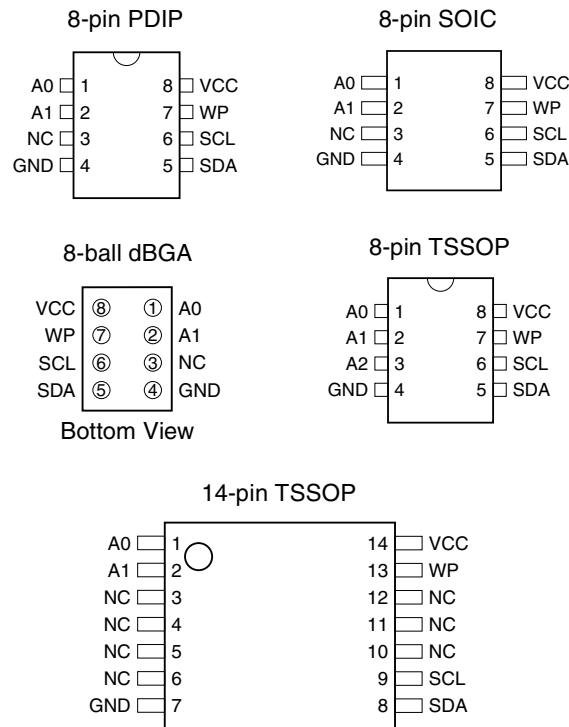 8-pin PDIP
A0 1 8 VCC
A1 2 7 WP
NC 3 6 SCL
GND 4 5 SDA
8-pin SOIC
A0 1 8 VCC
A1 2 7 WP
NC 3 6 SCL
GND 4 5 SDA
8-ball dBGA
VCC 8 1 A0
WP 7 2 A1
SCL 6 3 NC
SDA 5 4 GND
Bottom View
8-pin TSSOP
A0 1 8 VCC
A1 2 7 WP
A2 3 6 SCL
GND 4 5 SDA
14-pin TSSOP
A0 1 14 VCC
A1 2 13 WP
NC 3 12 NC
NC 4 11 NC
NC 5 10 NC
NC 6 9 SCL
GND 7 8 SDA